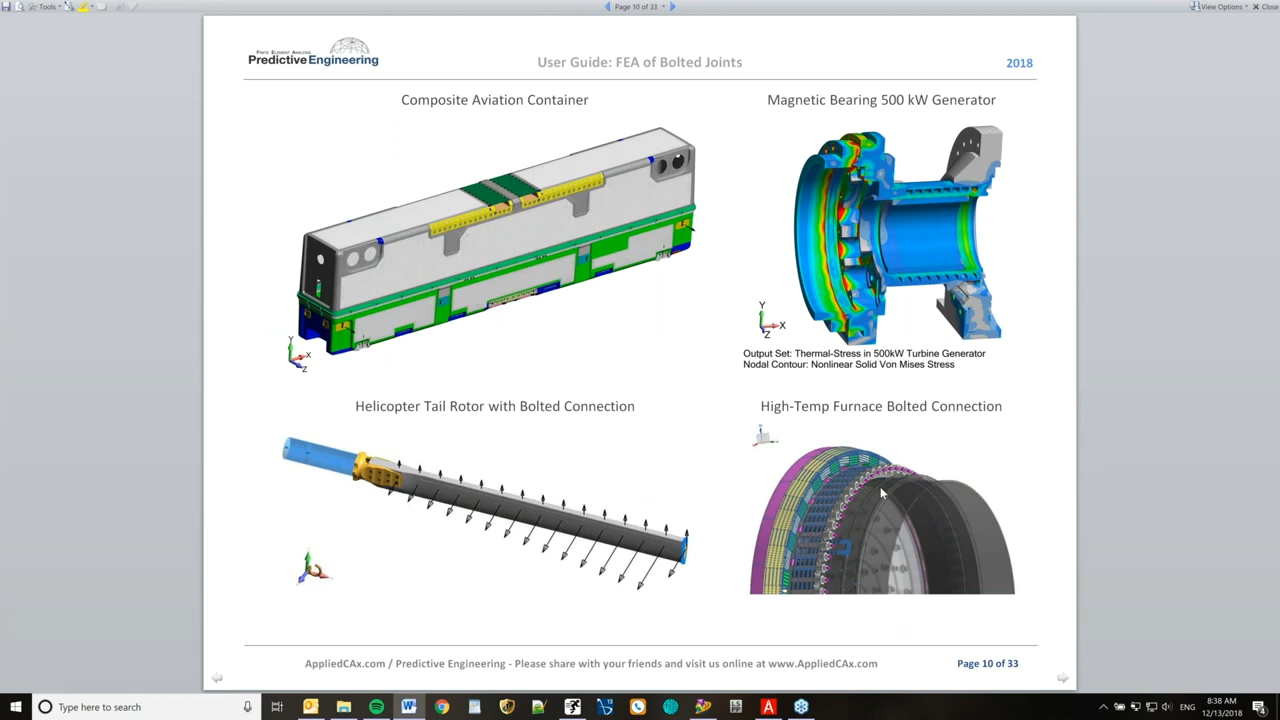 Tools
Page 10 of 33
View Options
Close
FINITE ELEMENT ANALYSIS
Predictive Engineering
User Guide: FEA of Bolted Joints
2018
Composite Aviation Container
Magnetic Bearing 500 kW Generator
Y
X
Z
Y
X
Z
Output Set: Thermal-Stress in 500kW Turbine Generator
Nodal Contour: Nonlinear Solid Von Mises Stress
Helicopter Tail Rotor with Bolted Connection
High-Temp Furnace Bolted Connection
AppliedCAx.com / Predictive Engineering - Please share with your friends and visit us online at www.AppliedCAx.com
Page 10 of 33
Type here to search
ENG
8:38 AM
12/13/2018